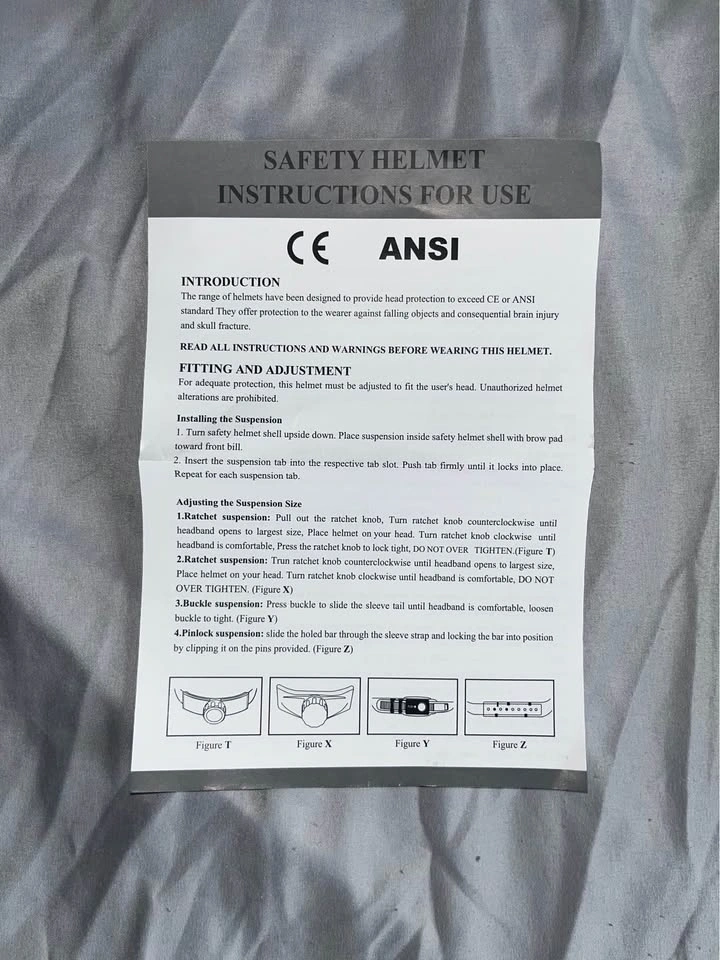 SAFETY HELMET
INSTRUCTIONS FOR USE
CE ANSI
INTRODUCTION
The range of helmets have been designed to provide head protection to exceed CE or ANSI
standard They offer protection to the wearer against falling objects and consequential brain injury
and skull fracture.
READ ALL INSTRUCTIONS AND WARNINGS BEFORE WEARING THIS HELMET.
FITTING AND ADJUSTMENT
For adequate protection, this helmet must be adjusted to fit the user's head. Unauthorized helmet
alterations are prohibited.
Installing the Suspension
1. Turn safety helmet shell upside down. Place suspension inside safety helmet shell with brow pad
toward front bill.
2. Insert the suspension tab into the respective tab slot. Push tab firmly until it locks into place.
Repeat for each suspension tab.
Adjusting the Suspension Size
1.Ratchet suspension: Pull out the ratchet knob, Turn ratchet knob counterclockwise until
headband opens to largest size, Place helmet on your head. Turn ratchet knob clockwise until
headband is comfortable, Press the ratchet knob to lock tight, DO NOT OVER TIGHTEN.(Figure T)
2.Ratchet suspension: Trun ratchet knob counterclockwise until headband opens to largest size,
Place helmet on your head. Turn ratchet knob clockwise until headband is comfortable, DO NOT
OVER TIGHTEN. (Figure X)
3.Buckle suspension: Press buckle to slide the sleeve tail until headband is comfortable, loosen
buckle to tight. (Figure Y)
4.Pinlock suspension: slide the holed bar through the sleeve strap and locking the bar into position
by clipping it on the pins provided. (Figure Z)
Figure T Figure X Figure Y Figure Z